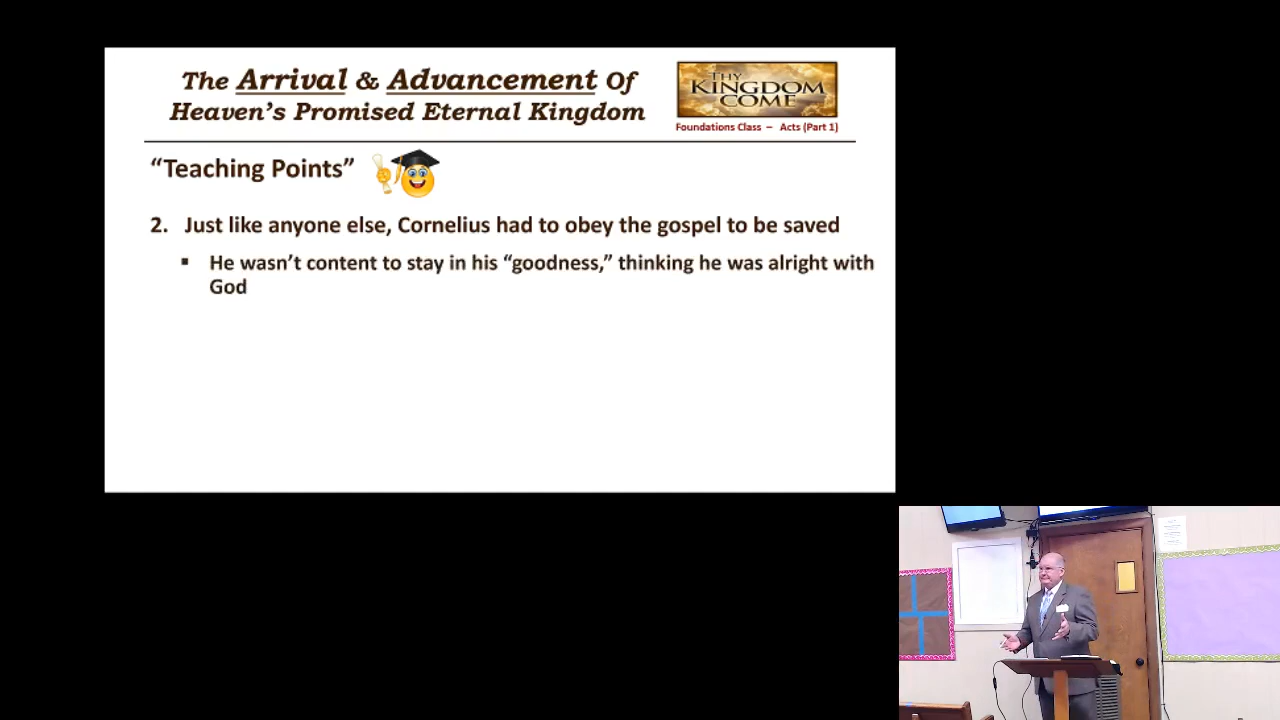 The Arrival & Advancement Of
Heaven's Promised Eternal Kingdom
THY
KINGDOM
COME
Foundations Class – Acts (Part 1)
“Teaching Points”
2. Just like anyone else, Cornelius had to obey the gospel to be saved
▪ He wasn't content to stay in his “goodness,” thinking he was alright with
God